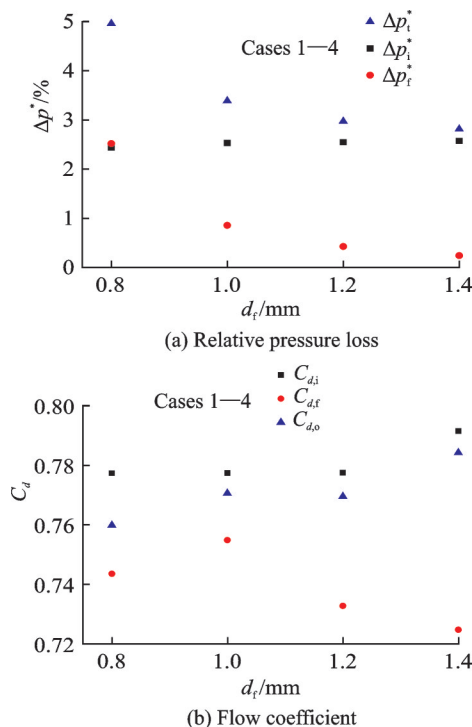 5
4
3
2
1
0
Δp*/%
Cases 1—4
▲ Δp*ₜ
■ Δp*ᵢ
● Δp*f
0.8 1.0 1.2 1.4
df/mm
(a) Relative pressure loss
■ Cd,i
● Cd,f
▲ Cd,o
Cases 1—4
0.80
0.78
0.76
0.74
0.72
Cd
0.8 1.0 1.2 1.4
df/mm
(b) Flow coefficient